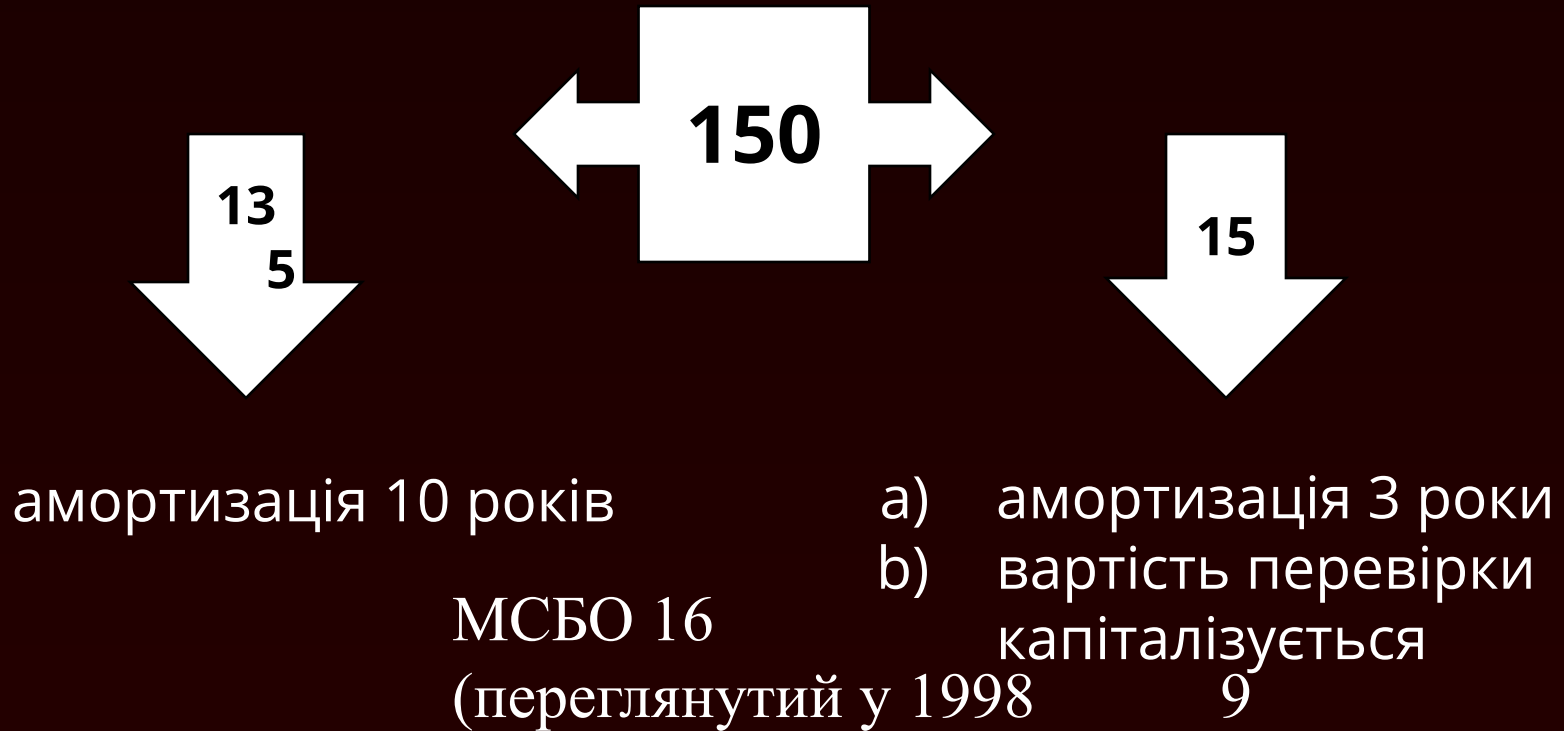 150
13
5
15
амортизація 10 років
a) амортизація 3 роки
b) вартість перевірки
капіталізується
МСБО 16
(переглянутий у 1998
9